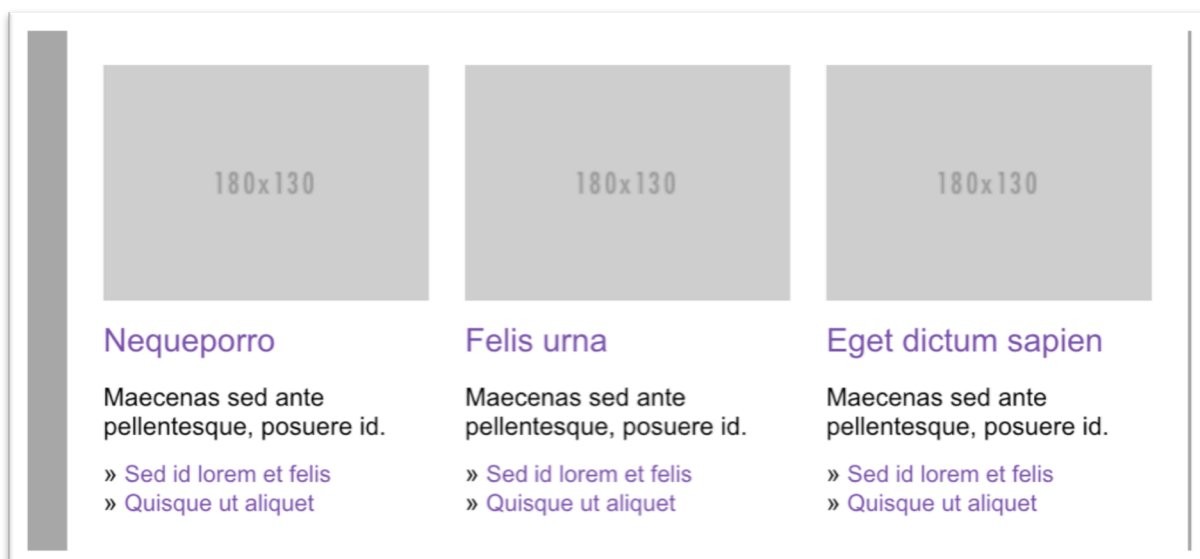 180x130
Nequeporro
Maecenas sed ante
pellentesque, posuere id.
» Sed id lorem et felis
» Quisque ut aliquet
180x130
Felis urna
Maecenas sed ante
pellentesque, posuere id.
» Sed id lorem et felis
» Quisque ut aliquet
180x130
Eget dictum sapien
Maecenas sed ante
pellentesque, posuere id.
» Sed id lorem et felis
» Quisque ut aliquet